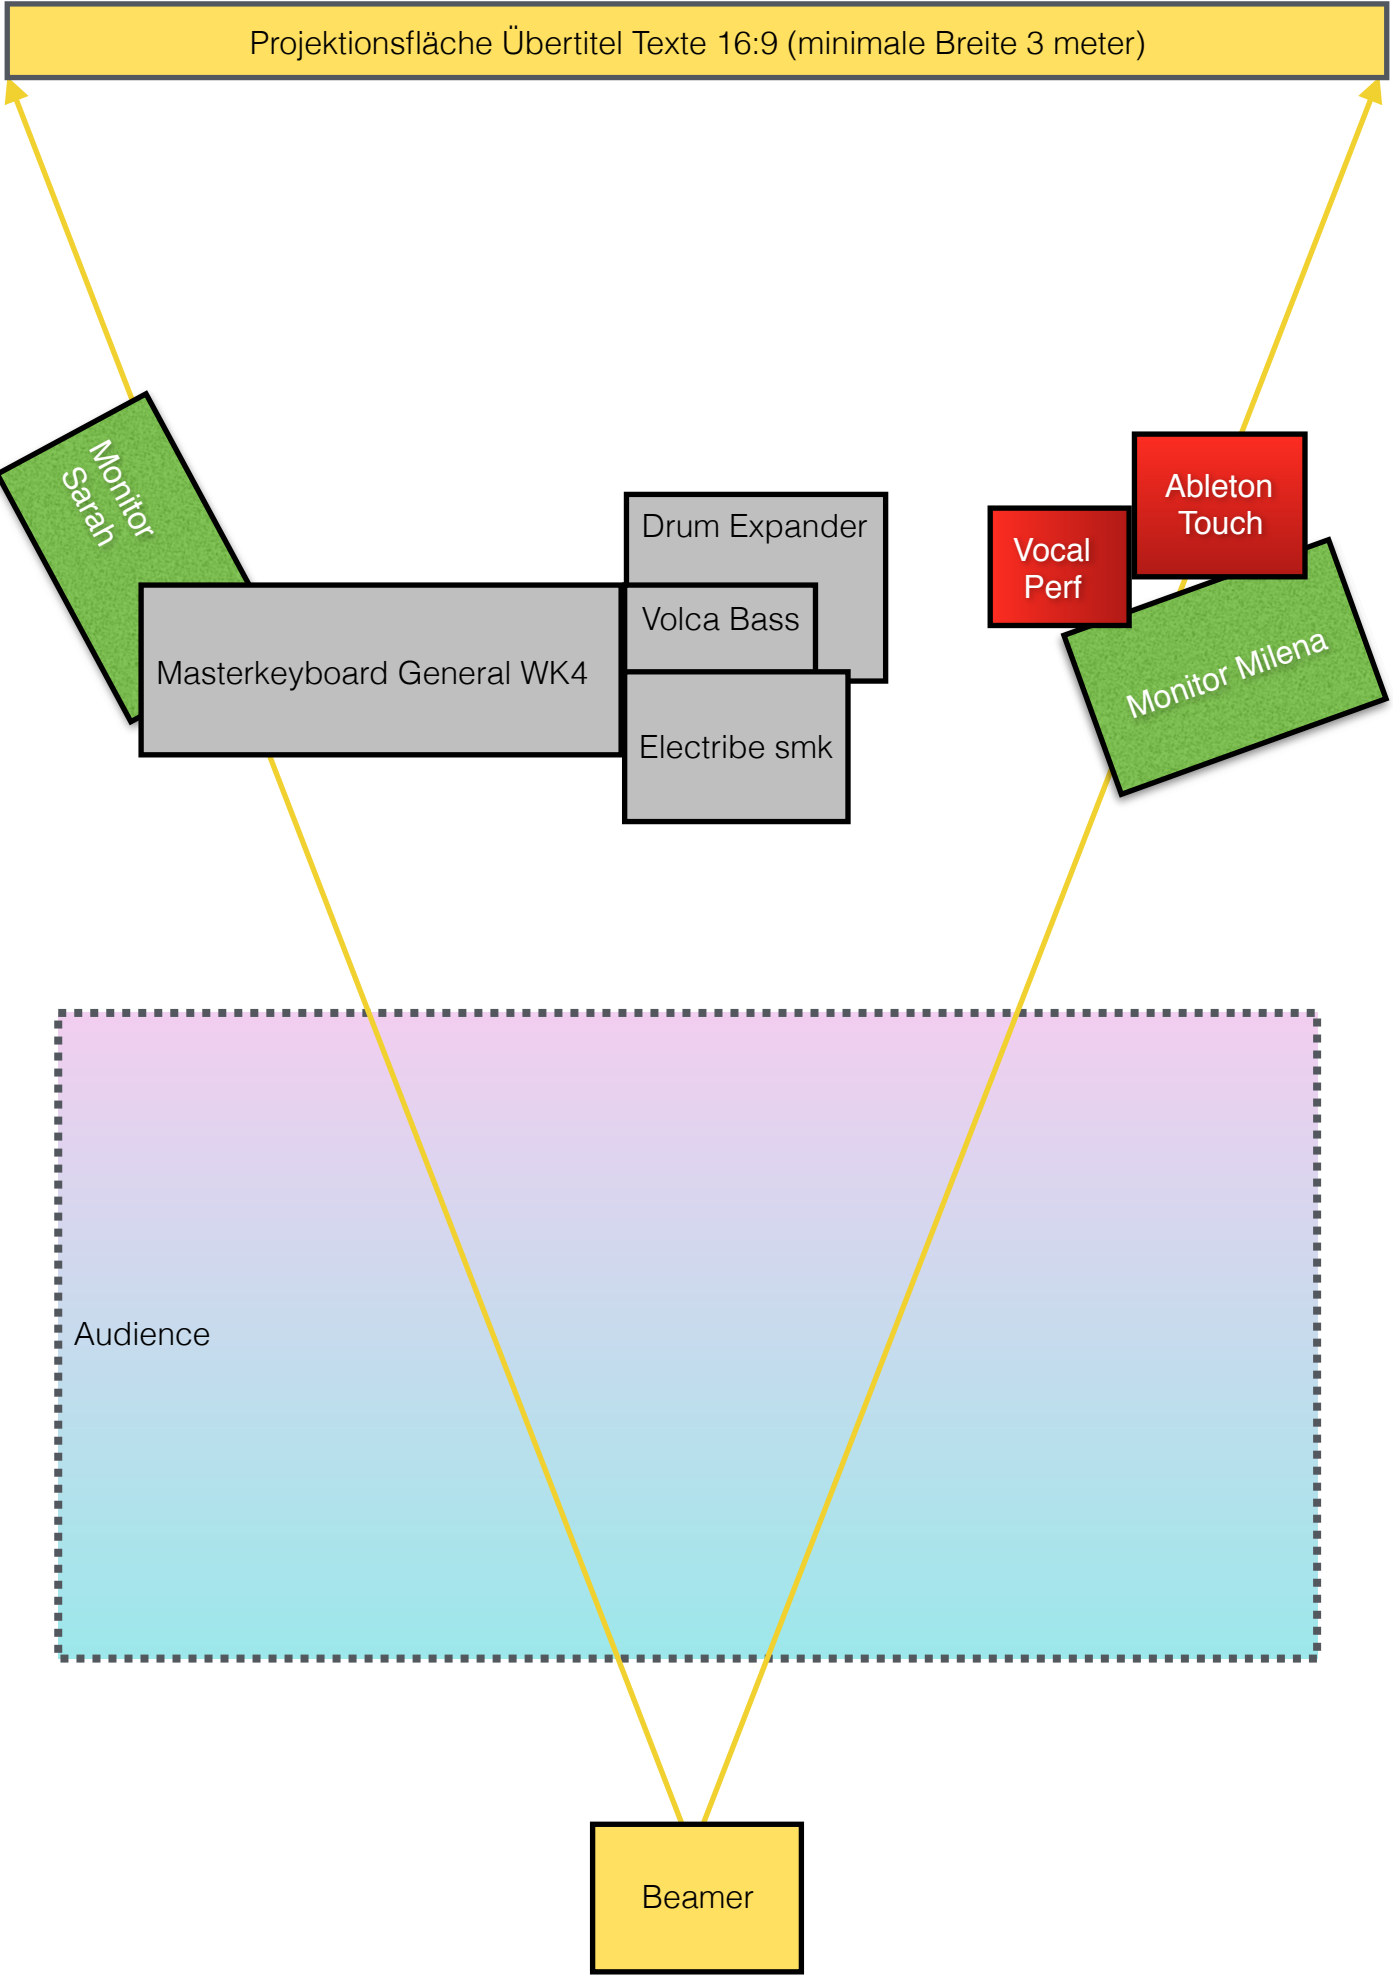 Projektionsfläche Übertitel Texte 16:9 (minimale Breite 3 meter)
Monitor
Sarah
Drum Expander
Volca Bass
Masterkeyboard General WK4
Electribe smk
Vocal
Perf
Ableton
Touch
Monitor Milena
Audience
Beamer